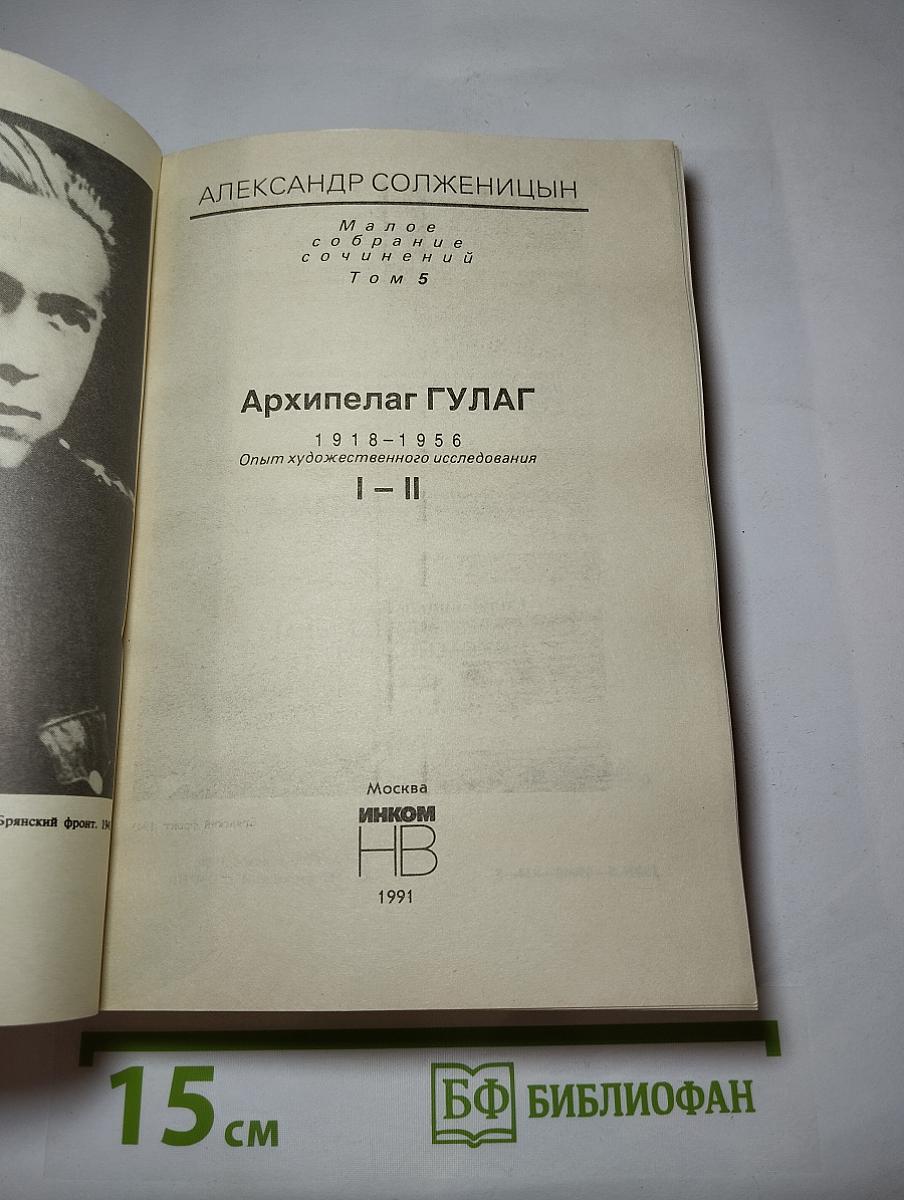 АЛЕКСАНДР СОЛЖЕНИЦЫН
Малое
собрание
сочинений
Том 5
Архипелаг ГУЛАГ
1918–1956
Опыт художественного исследования
I – II
Москва
ИНКОМ
НВ
1991
Брянский фронт.
15 см
БФ БИБЛИОФАН